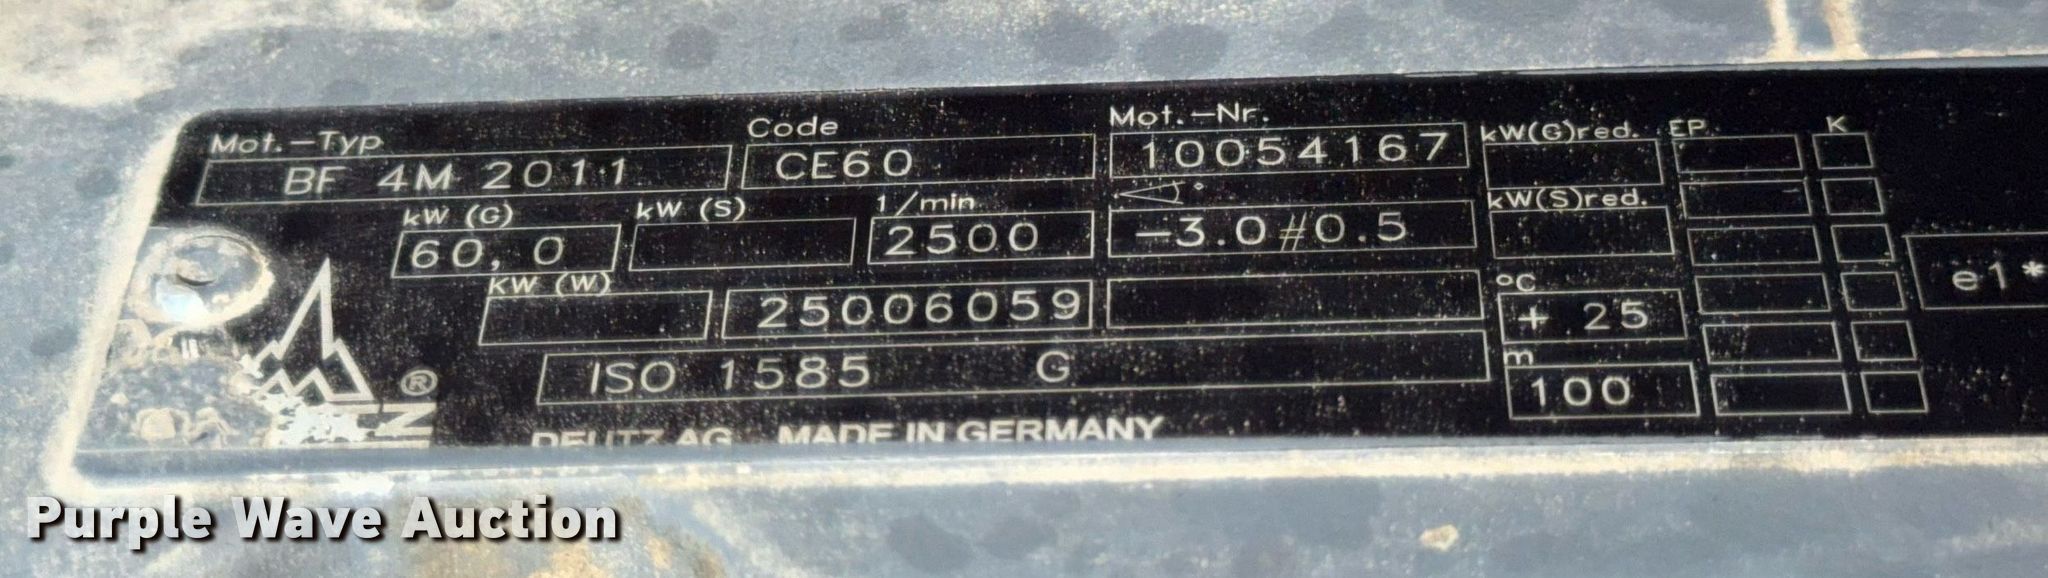 Mot.-Typ Code Mot.-Nr. kW(G)red. EP K
BF 4M 2011 CE60 10054167
kW (G) kW (S) 1/min ° kW(S)red.
60,0 2500 -3.0#0.5
KW (W) °C
25006059 + 25 e1*
m
ISO 1585 G 100
®
DEUTZ AG MADE IN GERMANY
Purple Wave Auction